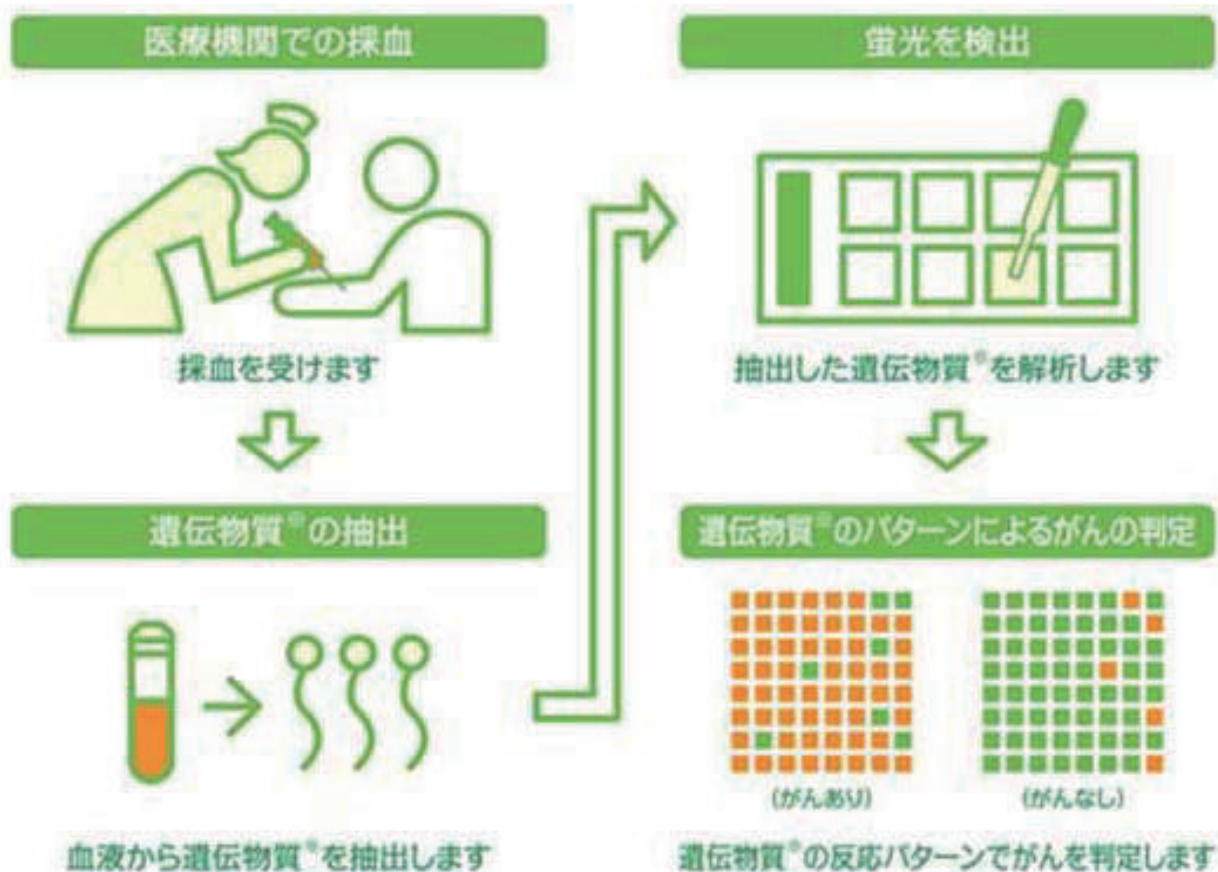 医療機関での採血
採血を受けます
遺伝物質※の抽出
血液から遺伝物質※を抽出します
蛍光を検出
抽出した遺伝物質※を解析します
遺伝物質※のパターンによるがんの判定
(がんあり)
(がんなし)
遺伝物質※の反応パターンでがんを判定します